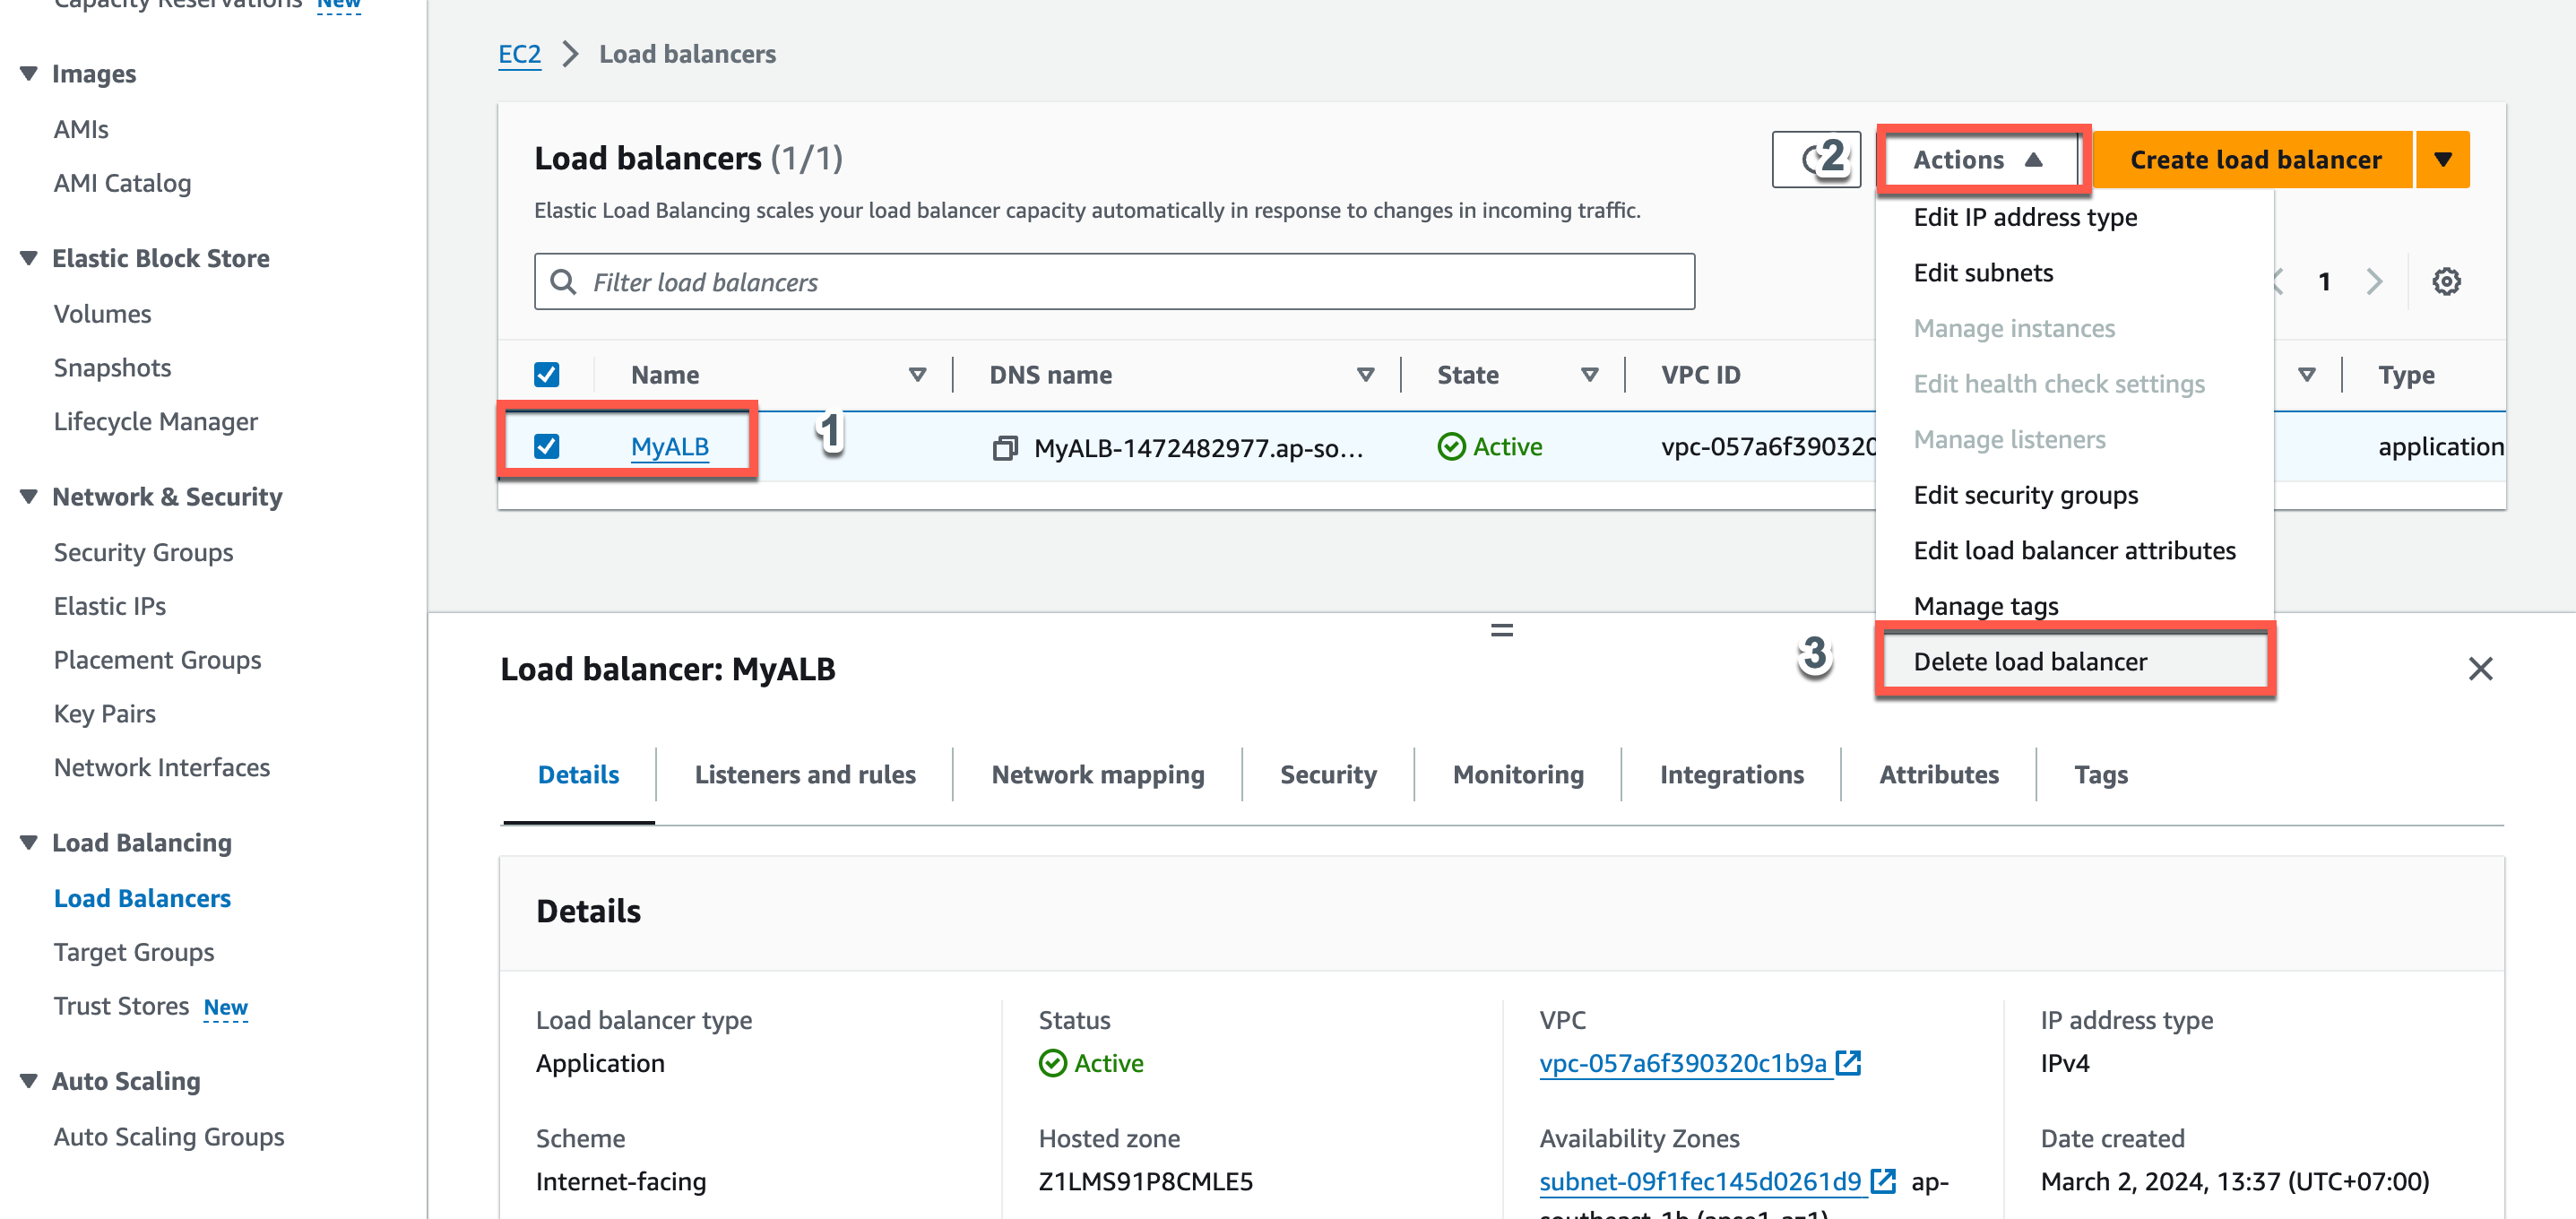 Capacity Reservations New
Images
AMIs
AMI Catalog
Elastic Block Store
Volumes
Snapshots
Lifecycle Manager
Network & Security
Security Groups
Elastic IPs
Placement Groups
Key Pairs
Network Interfaces
Load Balancing
Load Balancers
Target Groups
Trust Stores New
Auto Scaling
Auto Scaling Groups
EC2 > Load balancers
Load balancers (1/1)
2
Actions
Create load balancer
Elastic Load Balancing scales your load balancer capacity automatically in response to changes in incoming traffic.
Filter load balancers
1
Name
DNS name
State
VPC ID
Type
MyALB
1
MyALB-1472482977.ap-so...
Active
vpc-057a6f390320
application
Edit IP address type
Edit subnets
Manage instances
Edit health check settings
Manage listeners
Edit security groups
Edit load balancer attributes
Manage tags
3
Delete load balancer
Load balancer: MyALB
Details
Listeners and rules
Network mapping
Security
Monitoring
Integrations
Attributes
Tags
Details
Load balancer type
Application
Status
Active
VPC
vpc-057a6f390320c1b9a
IP address type
IPv4
Scheme
Internet-facing
Hosted zone
Z1LMS91P8CMLE5
Availability Zones
subnet-09f1fec145d0261d9 ap-
southeast-1b (apse1-az1)
Date created
March 2, 2024, 13:37 (UTC+07:00)